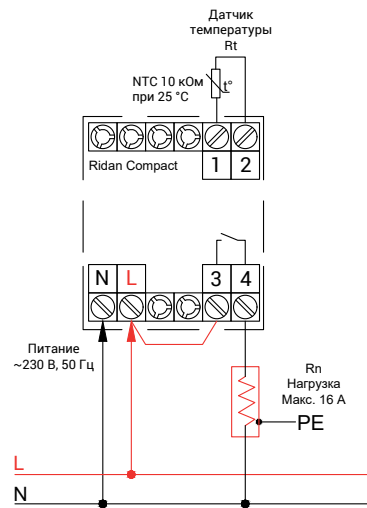 Датчик
температуры
Rt
NTC 10 кОм
при 25 °C
t°
Ridan Compact
1 2
N L 3 4
Питание
~230 В, 50 Гц
Rn
Нагрузка
Макс. 16 А
PE
L
N